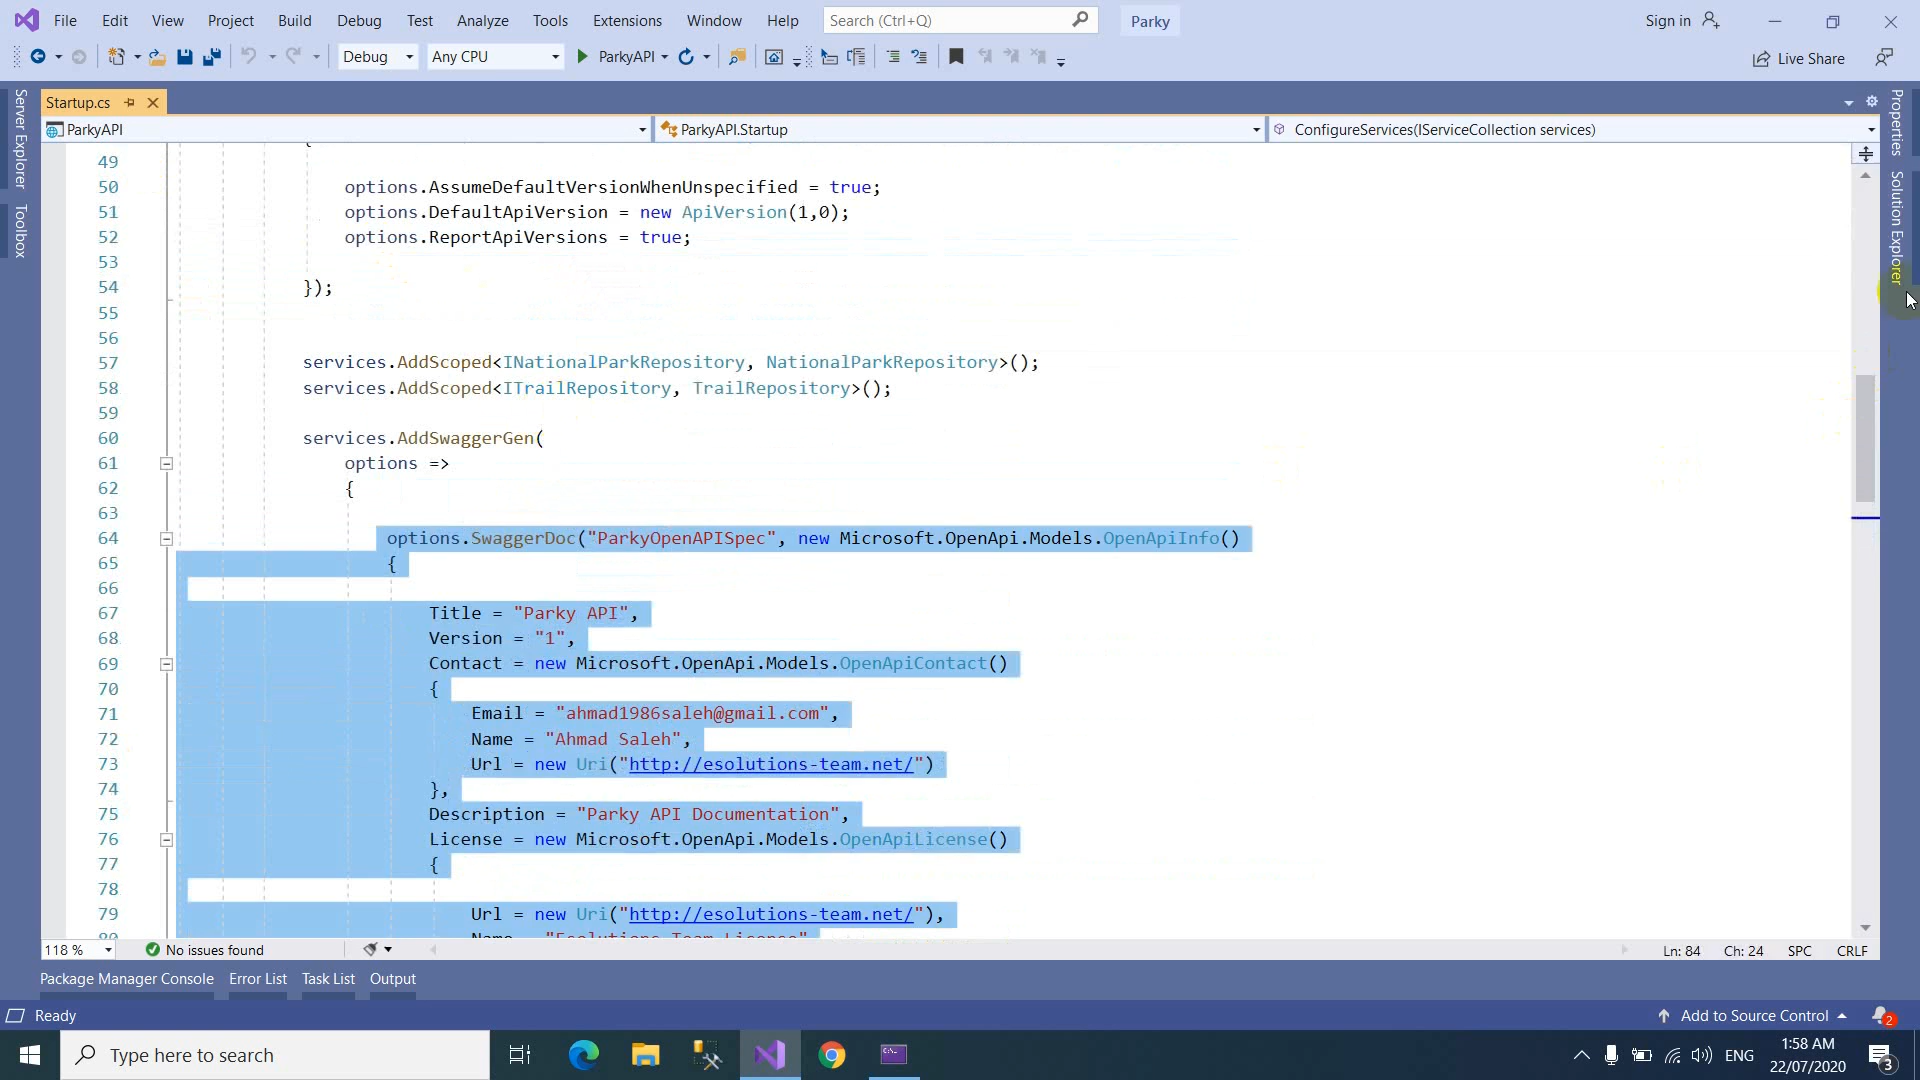 File Edit View Project Build Debug Test Analyze Tools Extensions Window Help Search (Ctrl+Q) Parky Sign in
Debug Any CPU ParkyAPI Live Share
Server Explorer
Toolbox
Startup.cs
ParkyAPI ParkyAPI.Startup ConfigureServices(IServiceCollection services)
49
50 options.AssumeDefaultVersionWhenUnspecified = true;
51 options.DefaultApiVersion = new ApiVersion(1,0);
52 options.ReportApiVersions = true;
53
54 });
55
56
57 services.AddScoped<INationalParkRepository, NationalParkRepository>();
58 services.AddScoped<ITrailRepository, TrailRepository>();
59
60 services.AddSwaggerGen(
61 options =>
62 {
63
64 options.SwaggerDoc("ParkyOpenAPISpec", new Microsoft.OpenApi.Models.OpenApiInfo()
65 {
66
67 Title = "Parky API",
68 Version = "1",
69 Contact = new Microsoft.OpenApi.Models.OpenApiContact()
70 {
71 Email = "ahmad1986saleh@gmail.com",
72 Name = "Ahmad Saleh",
73 Url = new Uri("http://esolutions-team.net/")
74 },
75 Description = "Parky API Documentation",
76 License = new Microsoft.OpenApi.Models.OpenApiLicense()
77 {
78
79 Url = new Uri("http://esolutions-team.net/"),
80 Name = "Esolutions Team License"
Properties
Solution Explorer
118 % No issues found Ln: 84 Ch: 24 SPC CRLF
Package Manager Console Error List Task List Output
Ready Add to Source Control 2
Type here to search ENG 1:58 AM
22/07/2020 3